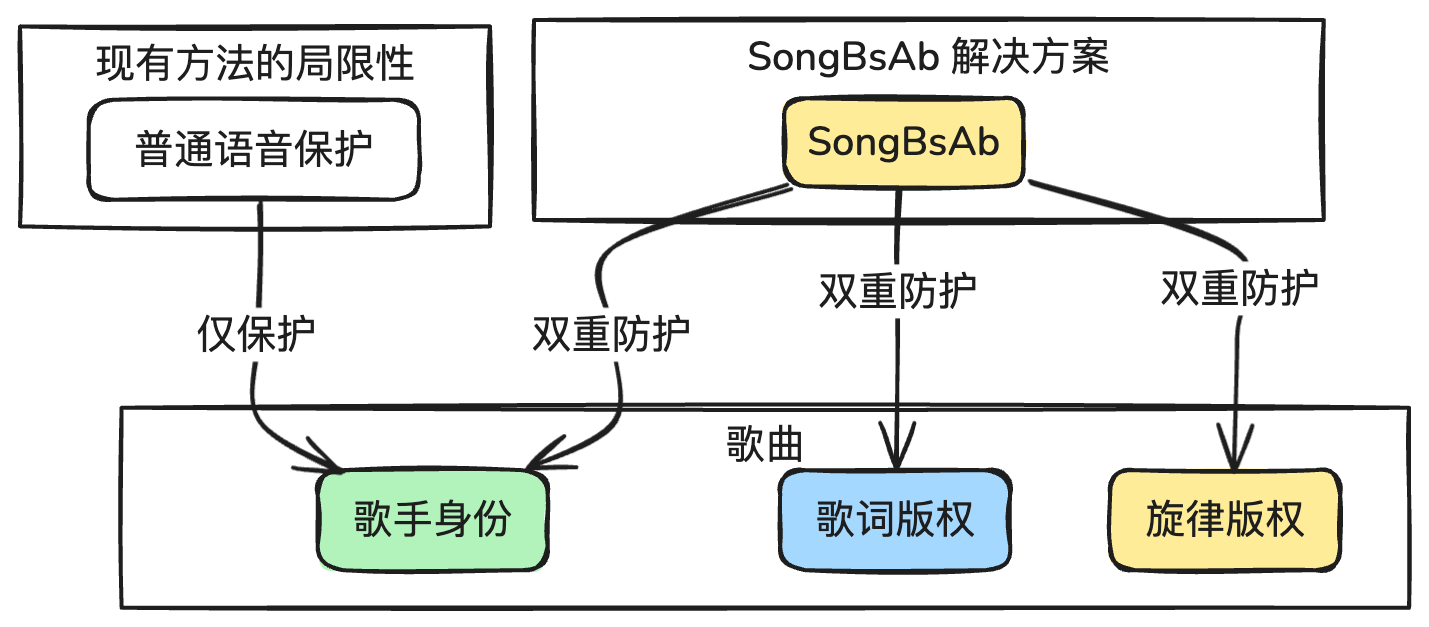 现有方法的局限性
普通语音保护
SongBsAb 解决方案
SongBsAb
仅保护
双重防护
双重防护
双重防护
歌曲
歌手身份
歌词版权
旋律版权